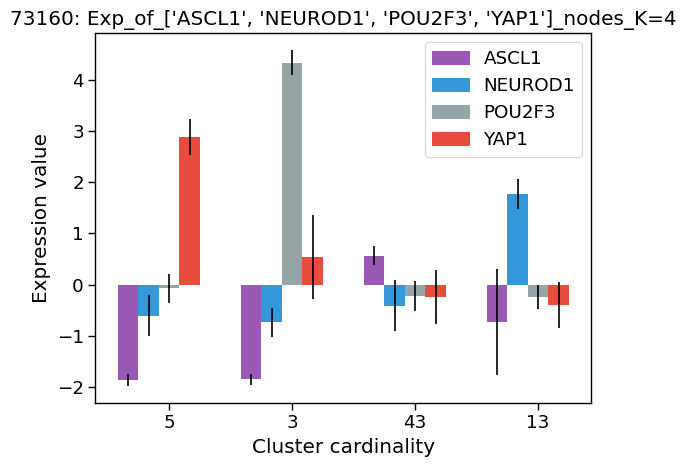 73160: Exp_of_['ASCL1', 'NEUROD1', 'POU2F3', 'YAP1']_nodes_K=4
ASCL1
NEUROD1
POU2F3
YAP1
Expression value
4
3
2
1
0
−1
−2
5 3 43 13
Cluster cardinality